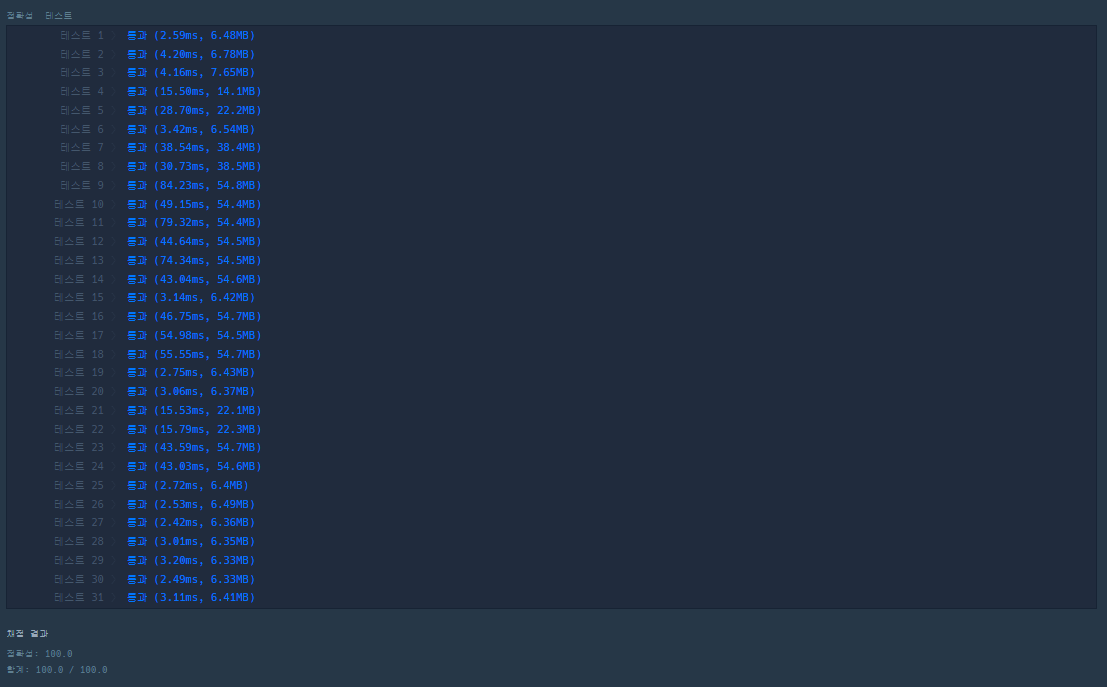 정확성 테스트
테스트 1 통과 (2.59ms, 6.48MB)
테스트 2 통과 (4.20ms, 6.78MB)
테스트 3 통과 (4.16ms, 7.65MB)
테스트 4 통과 (15.50ms, 14.1MB)
테스트 5 통과 (28.70ms, 22.2MB)
테스트 6 통과 (3.42ms, 6.54MB)
테스트 7 통과 (38.54ms, 38.4MB)
테스트 8 통과 (30.73ms, 38.5MB)
테스트 9 통과 (84.23ms, 54.8MB)
테스트 10 통과 (49.15ms, 54.4MB)
테스트 11 통과 (79.32ms, 54.4MB)
테스트 12 통과 (44.64ms, 54.5MB)
테스트 13 통과 (74.34ms, 54.5MB)
테스트 14 통과 (43.04ms, 54.6MB)
테스트 15 통과 (3.14ms, 6.42MB)
테스트 16 통과 (46.75ms, 54.7MB)
테스트 17 통과 (54.98ms, 54.5MB)
테스트 18 통과 (55.55ms, 54.7MB)
테스트 19 통과 (2.75ms, 6.43MB)
테스트 20 통과 (3.06ms, 6.37MB)
테스트 21 통과 (15.53ms, 22.1MB)
테스트 22 통과 (15.79ms, 22.3MB)
테스트 23 통과 (43.59ms, 54.7MB)
테스트 24 통과 (43.03ms, 54.6MB)
테스트 25 통과 (2.72ms, 6.4MB)
테스트 26 통과 (2.53ms, 6.49MB)
테스트 27 통과 (2.42ms, 6.36MB)
테스트 28 통과 (3.01ms, 6.35MB)
테스트 29 통과 (3.20ms, 6.33MB)
테스트 30 통과 (2.49ms, 6.33MB)
테스트 31 통과 (3.11ms, 6.41MB)
채점 결과
정확성: 100.0
합계: 100.0 / 100.0